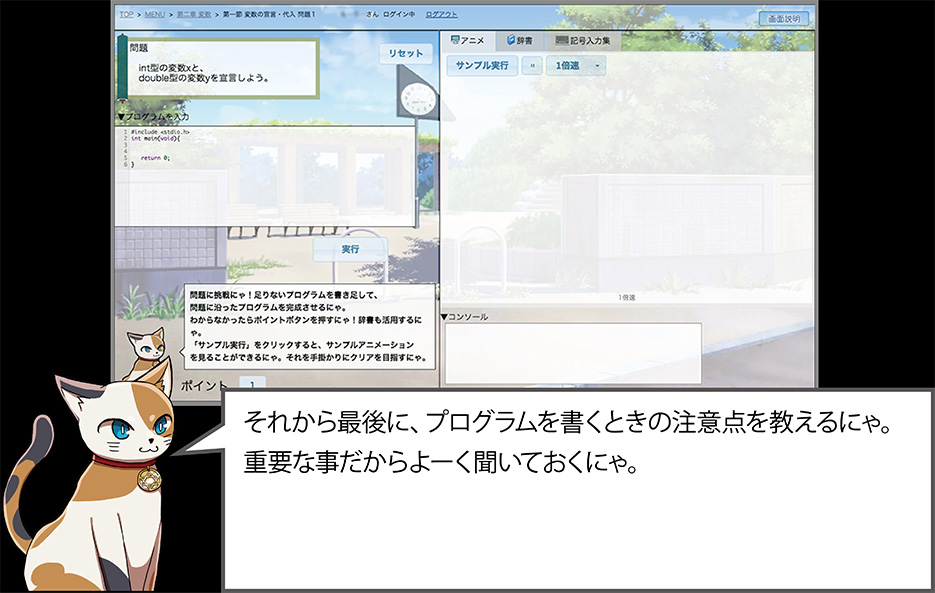 TOP > MENU > 第二章 変数 > 第一節 変数の宣言・代入 問題1
さん ログイン中 ログアウト
画面説明
問題
int型の変数xと、
double型の変数yを宣言しよう。
リセット
▼プログラムを入力
1 #include <stdio.h>
2 int main(void){
3
4
5 return 0;
6 }
実行
問題に挑戦にゃ！足りないプログラムを書き足して、
問題に沿ったプログラムを完成させるにゃ。
わからなかったらポイントボタンを押すにゃ！辞書も活用するに
ゃ。
「サンプル実行」をクリックすると、サンプルアニメーション
を見ることができるにゃ。それを手掛かりにクリアを目指すにゃ。
ポイント 1
アニメ 辞書 記号入力集
サンプル実行 1倍速
1倍速
▼コンソール
それから最後に、プログラムを書くときの注意点を教えるにゃ。
重要な事だからよーく聞いておくにゃ。